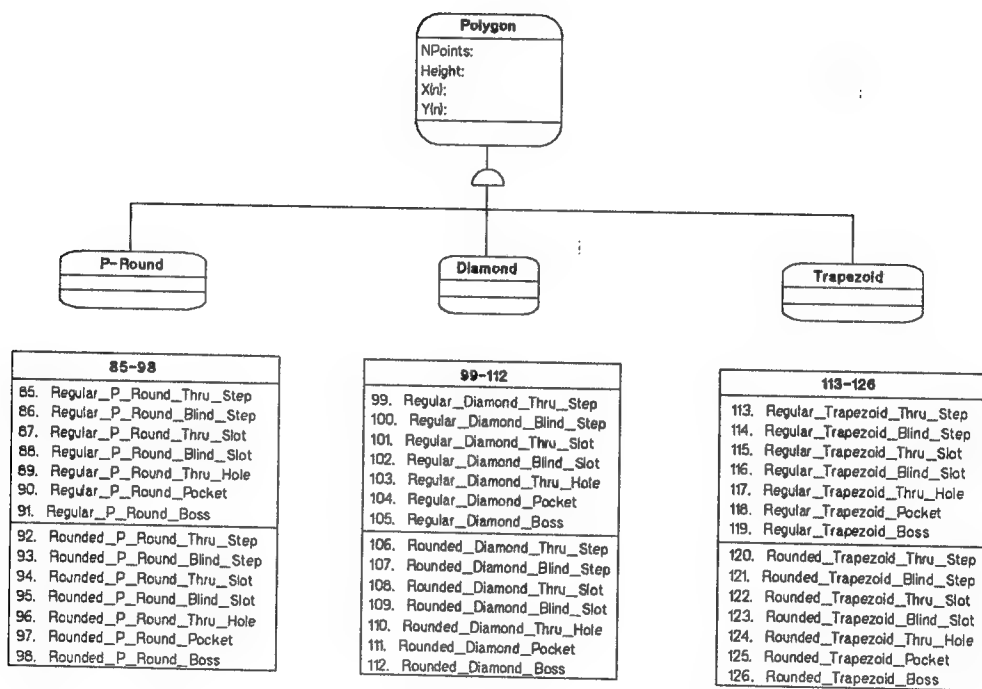 Polygon
NPoints:
Height:
X(n):
Y(n):
P-Round
Diamond
Trapezoid
85-98
85. Regular_P_Round_Thru_Step
86. Regular_P_Round_Blind_Step
87. Regular_P_Round_Thru_Slot
88. Regular_P_Round_Blind_Slot
89. Regular_P_Round_Thru_Hole
90. Regular_P_Round_Pocket
91. Regular_P_Round_Boss
92. Rounded_P_Round_Thru_Step
93. Rounded_P_Round_Blind_Step
94. Rounded_P_Round_Thru_Slot
95. Rounded_P_Round_Blind_Slot
96. Rounded_P_Round_Thru_Hole
97. Rounded_P_Round_Pocket
98. Rounded_P_Round_Boss
99-112
99. Regular_Diamond_Thru_Step
100. Regular_Diamond_Blind_Step
101. Regular_Diamond_Thru_Slot
102. Regular_Diamond_Blind_Slot
103. Regular_Diamond_Thru_Hole
104. Regular_Diamond_Pocket
105. Regular_Diamond_Boss
106. Rounded_Diamond_Thru_Step
107. Rounded_Diamond_Blind_Step
108. Rounded_Diamond_Thru_Slot
109. Rounded_Diamond_Blind_Slot
110. Rounded_Diamond_Thru_Hole
111. Rounded_Diamond_Pocket
112. Rounded_Diamond_Boss
113-126
113. Regular_Trapezoid_Thru_Step
114. Regular_Trapezoid_Blind_Step
115. Regular_Trapezoid_Thru_Slot
116. Regular_Trapezoid_Blind_Slot
117. Regular_Trapezoid_Thru_Hole
118. Regular_Trapezoid_Pocket
119. Regular_Trapezoid_Boss
120. Rounded_Trapezoid_Thru_Step
121. Rounded_Trapezoid_Blind_Step
122. Rounded_Trapezoid_Thru_Slot
123. Rounded_Trapezoid_Blind_Slot
124. Rounded_Trapezoid_Thru_Hole
125. Rounded_Trapezoid_Pocket
126. Rounded_Trapezoid_Boss